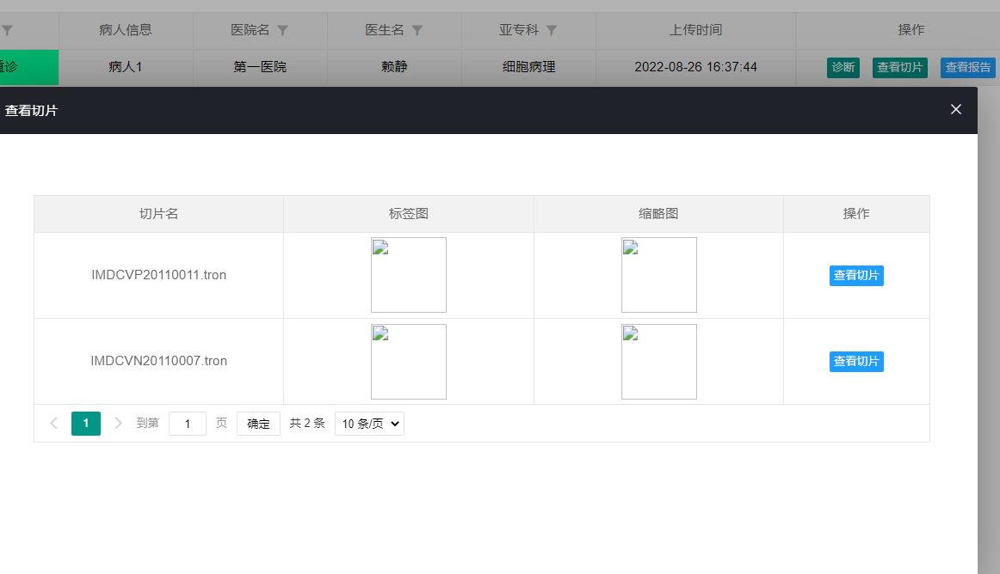 病人信息 医院名 医生名 亚专科 上传时间 操作
诊 病人1 第一医院 赖静 细胞病理 2022-08-26 16:37:44 诊断 查看切片 查看报告
查看切片
切片名 标签图 缩略图 操作
IMDCVP20110011.tron 查看切片
IMDCVN20110007.tron 查看切片
1 到第 1 页 确定 共 2 条 10 条/页